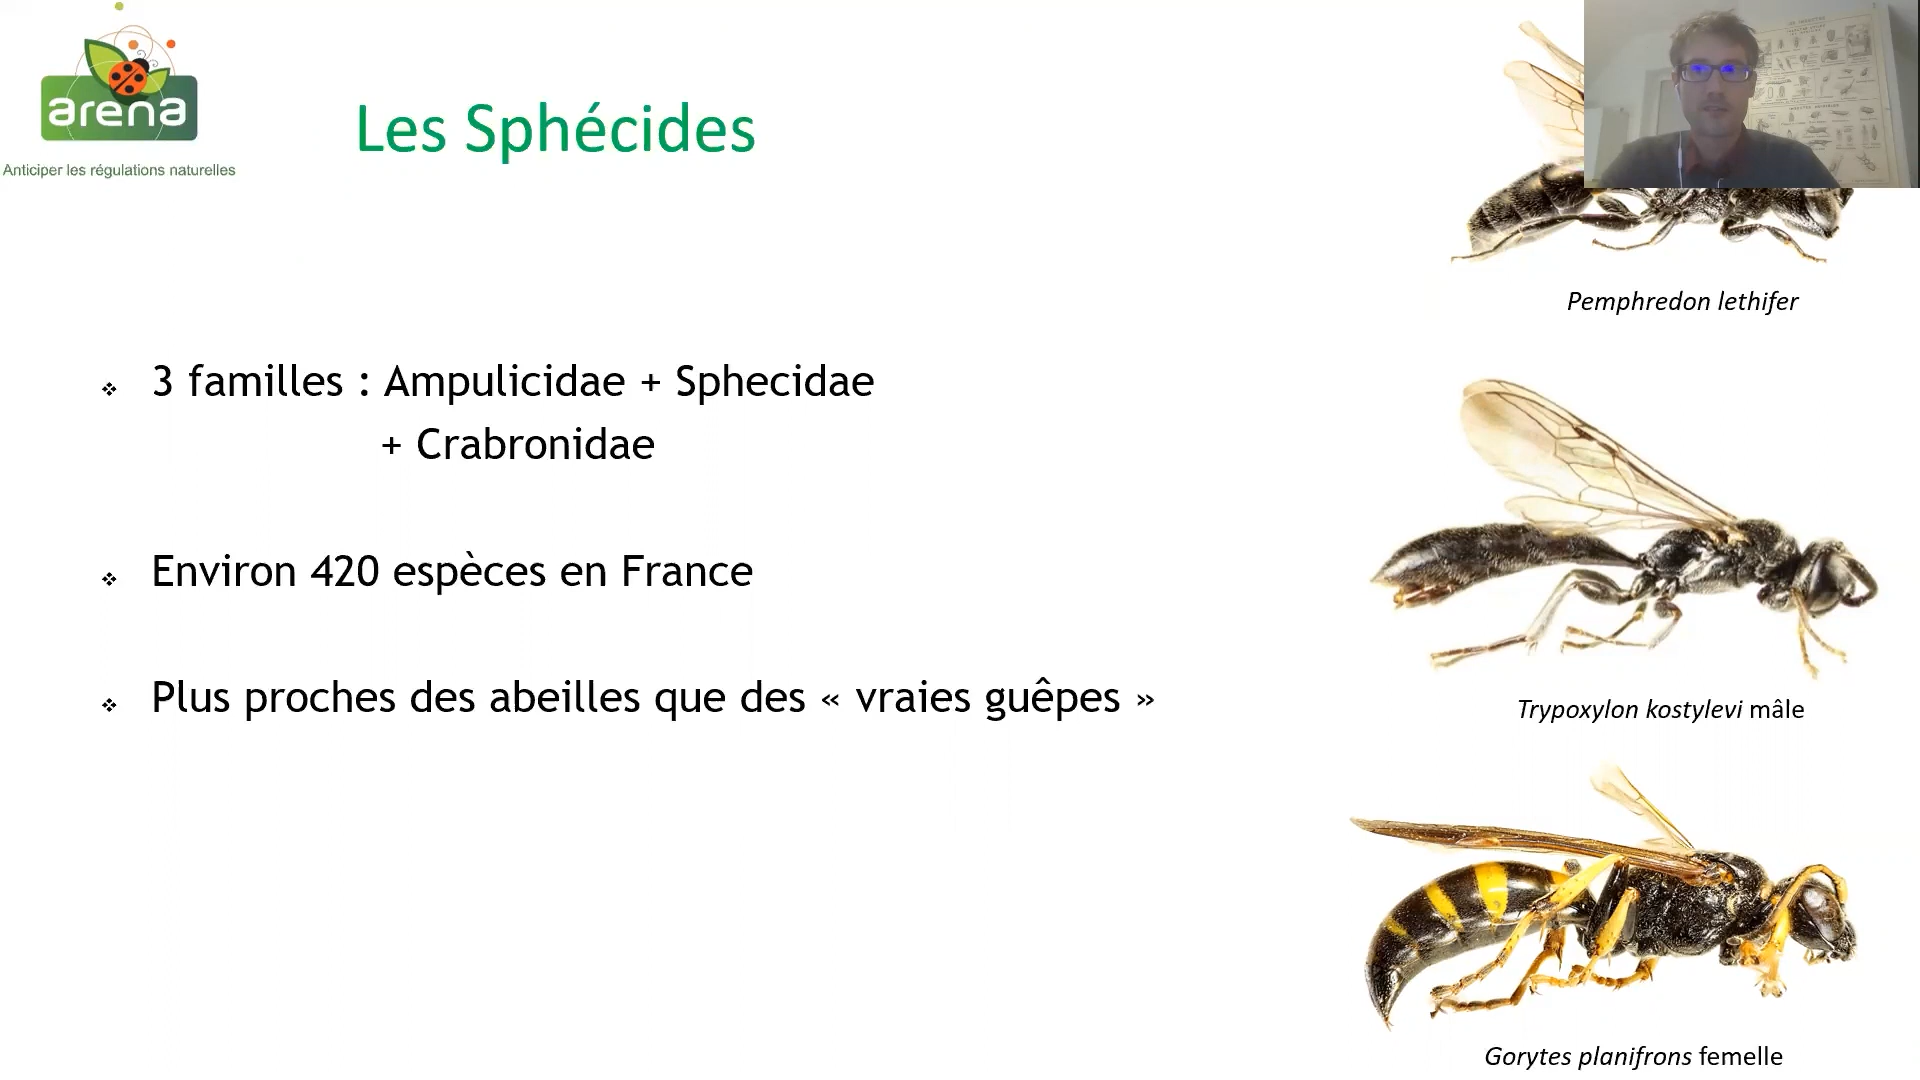 arena
Anticiper les régulations naturelles
Les Sphécides
3 familles : Ampulicidae + Sphecidae
+ Crabronidae
Environ 420 espèces en France
Plus proches des abeilles que des « vraies guêpes »
Pemphredon lethifer
Trypoxylon kostylevi mâle
Gorytes planifrons femelle